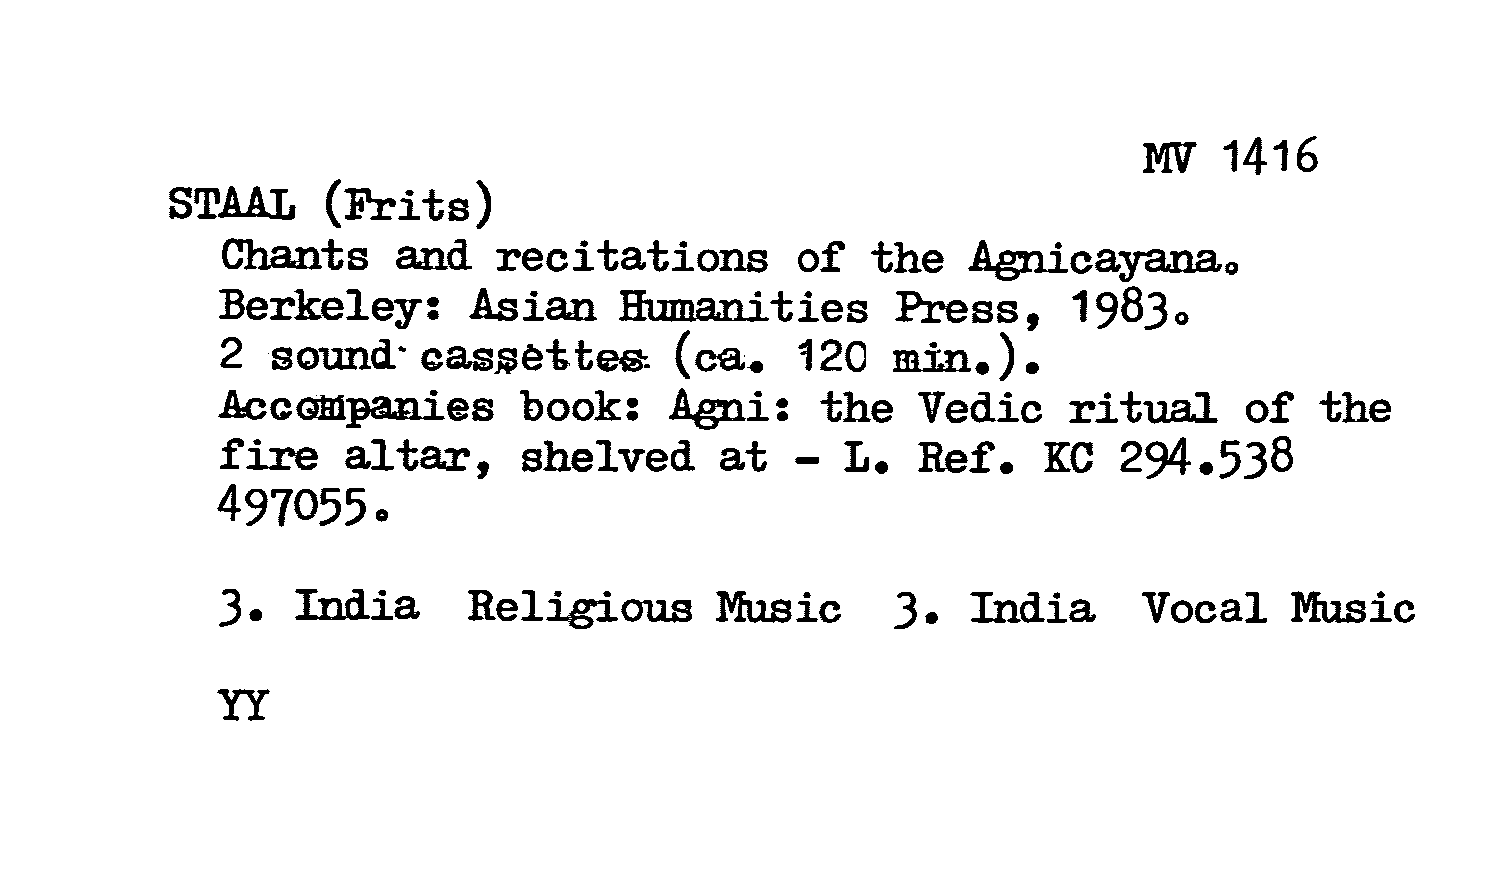 MV 1416
STAAL (Frits)
Chants and recitations of the Agnicayana.
Berkeley: Asian Humanities Press, 1983.
2 sound cassettes (ca. 120 min.).
Accompanies book: Agni: the Vedic ritual of the
fire altar, shelved at - L. Ref. KC 294.538
497055.
3. India Religious Music 3. India Vocal Music
YY